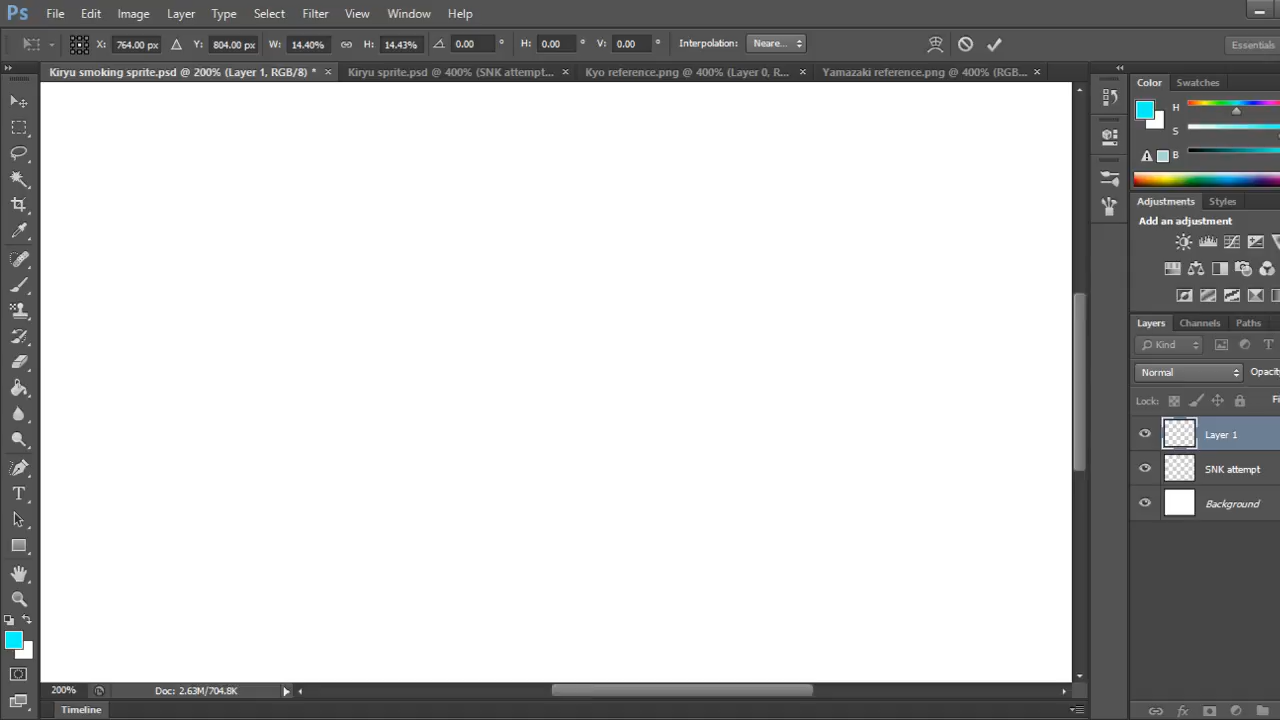 Ps File Edit Image Layer Type Select Filter View Window Help
X: 764.00 px Y: 804.00 px W: 14.40% H: 14.43% 0.00 ° H: 0.00 ° V: 0.00 ° Interpolation: Neare... Essentials
Kiryu smoking sprite.psd @ 200% (Layer 1, RGB/8) * × Kiryu sprite.psd @ 400% (SNK attempt... × Kyo reference.png @ 400% (Layer 0, R... × Yamazaki reference.png @ 400% (RGB... ×
Color Swatches
H
S
B
Adjustments Styles
Add an adjustment
Layers Channels Paths
Kind
Normal Opacity
Lock: Fi
Layer 1
SNK attempt
Background
200% Doc: 2.63M/704.8K
Timeline
fx